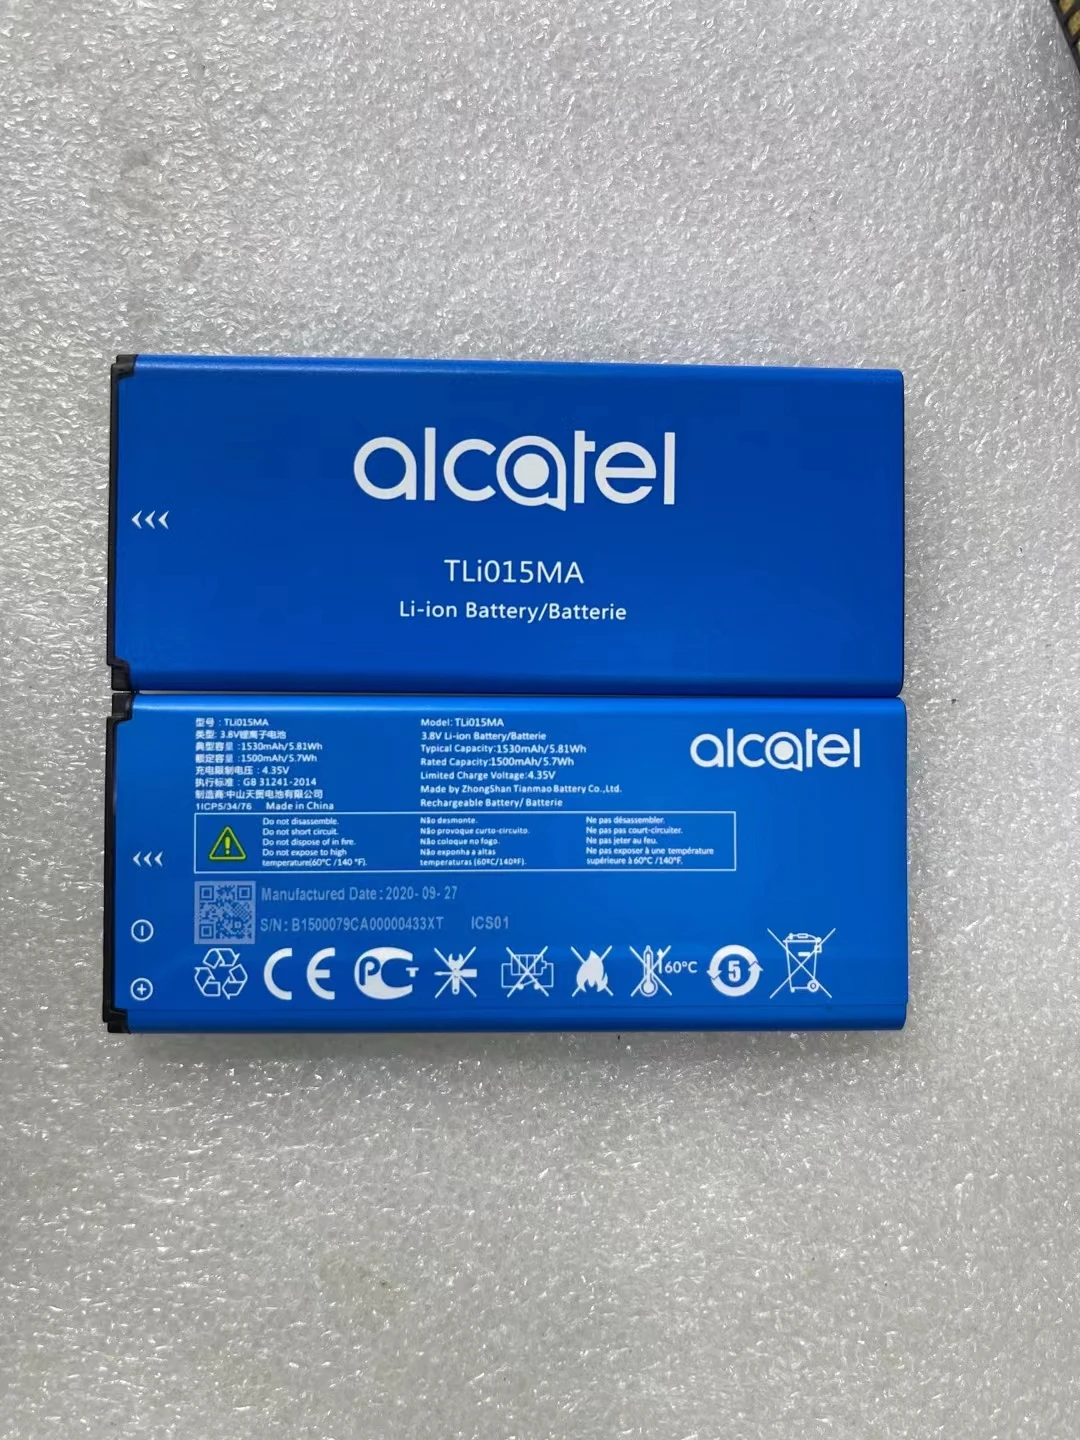 alcatel
TLi015MA
Li-ion Battery/Batterie
型号 : TLi015MA
类型: 3.8V锂离子电池
典型容量 : 1530mAh/5.81Wh
额定容量 : 1500mAh/5.7Wh
充电限制电压 : 4.35V
执行标准 : GB 31241-2014
制造商:中山天贸电池有限公司
1ICP5/34/76 Made in China
Model: TLi015MA
3.8V Li-ion Battery/Batterie
Typical Capacity:1530mAh/5.81Wh
Rated Capacity:1500mAh/5.7Wh
Limited Charge Voltage:4.35V
Made by ZhongShan Tianmao Battery Co.,Ltd.
Rechargeable Battery/ Batterie
alcatel
Do not disassemble.
Do not short circuit.
Do not dispose of in fire.
Do not expose to high
temperature(60°C /140 °F).
Não desmonte.
Não provoque curto-circuito.
Não coloque no fogo.
Não exponha a altas
temperaturas (60ºC/140ºF).
Ne pas désassembler.
Ne pas pas court-circuiter.
Ne pas jeter au feu.
Ne pas exposer à une température
supérieure à 60°C /140°F.
Manufactured Date : 2020- 09- 27
S/N: B1500079CA00000433XT ICS01
CE PCT 60°C 5